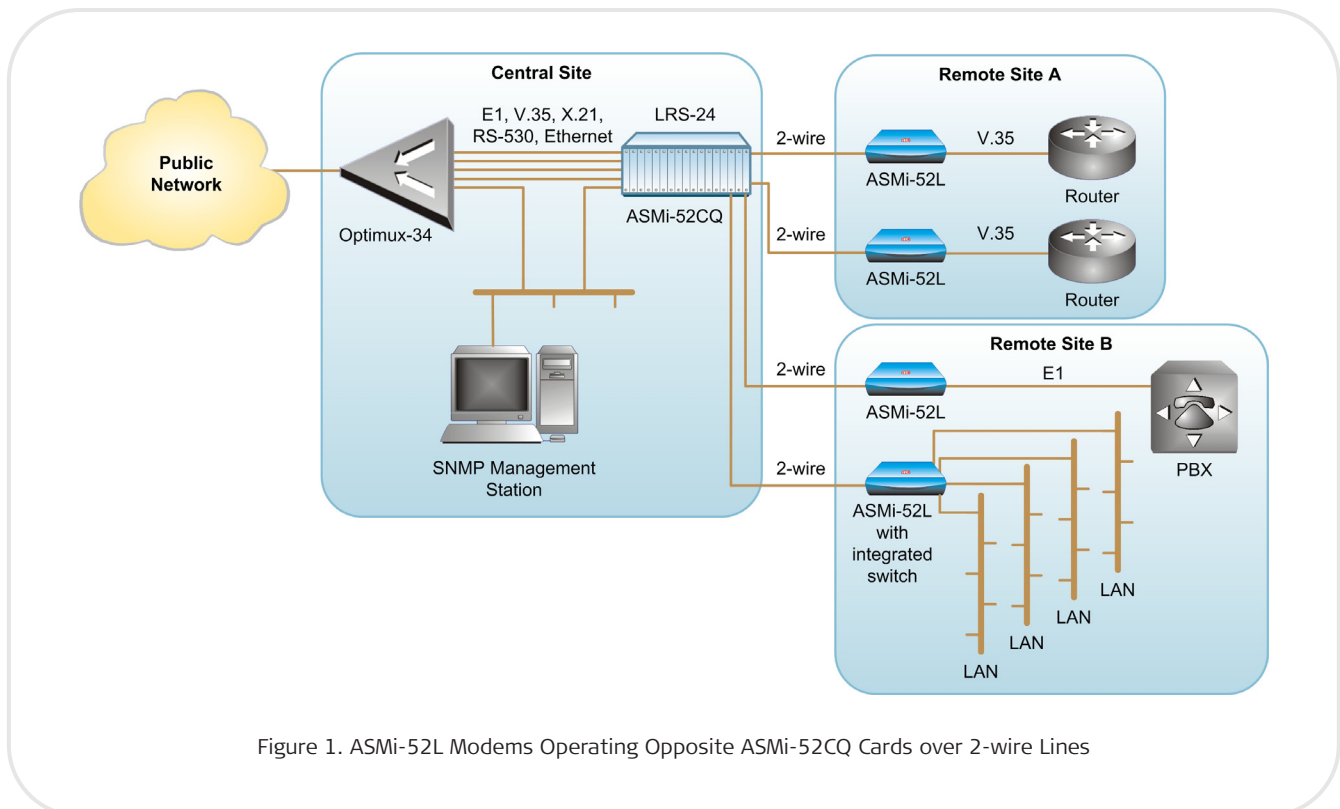 Central Site
Public
Network
Optimux-34
E1, V.35, X.21,
RS-530, Ethernet
LRS-24
ASMi-52CQ
SNMP Management
Station
Remote Site A
2-wire
ASMi-52L
V.35
Router
2-wire
ASMi-52L
V.35
Router
Remote Site B
2-wire
ASMi-52L
E1
PBX
2-wire
ASMi-52L
with
integrated
switch
LAN
LAN
LAN
LAN
Figure 1. ASMi-52L Modems Operating Opposite ASMi-52CQ Cards over 2-wire Lines